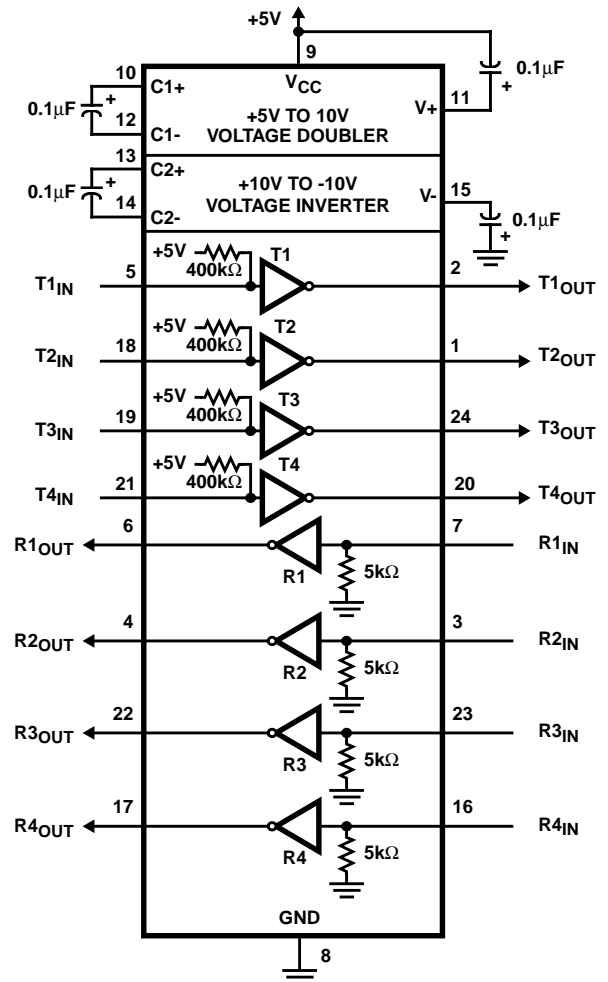 +5V
9
10
0.1μF
+
12
C1+
C1-
VCC
+5V TO 10V
VOLTAGE DOUBLER
V+
11
+
0.1μF
13
0.1μF
+
14
C2+
C2-
+10V TO -10V
VOLTAGE INVERTER
V-
15
+
0.1μF
T1IN
5
+5V
400kΩ
T1
2
T1OUT
T2IN
18
+5V
400kΩ
T2
1
T2OUT
T3IN
19
+5V
400kΩ
T3
24
T3OUT
T4IN
21
+5V
400kΩ
T4
20
T4OUT
R1OUT
6
R1
5kΩ
7
R1IN
R2OUT
4
R2
5kΩ
3
R2IN
R3OUT
22
R3
5kΩ
23
R3IN
R4OUT
17
R4
5kΩ
16
R4IN
GND
8